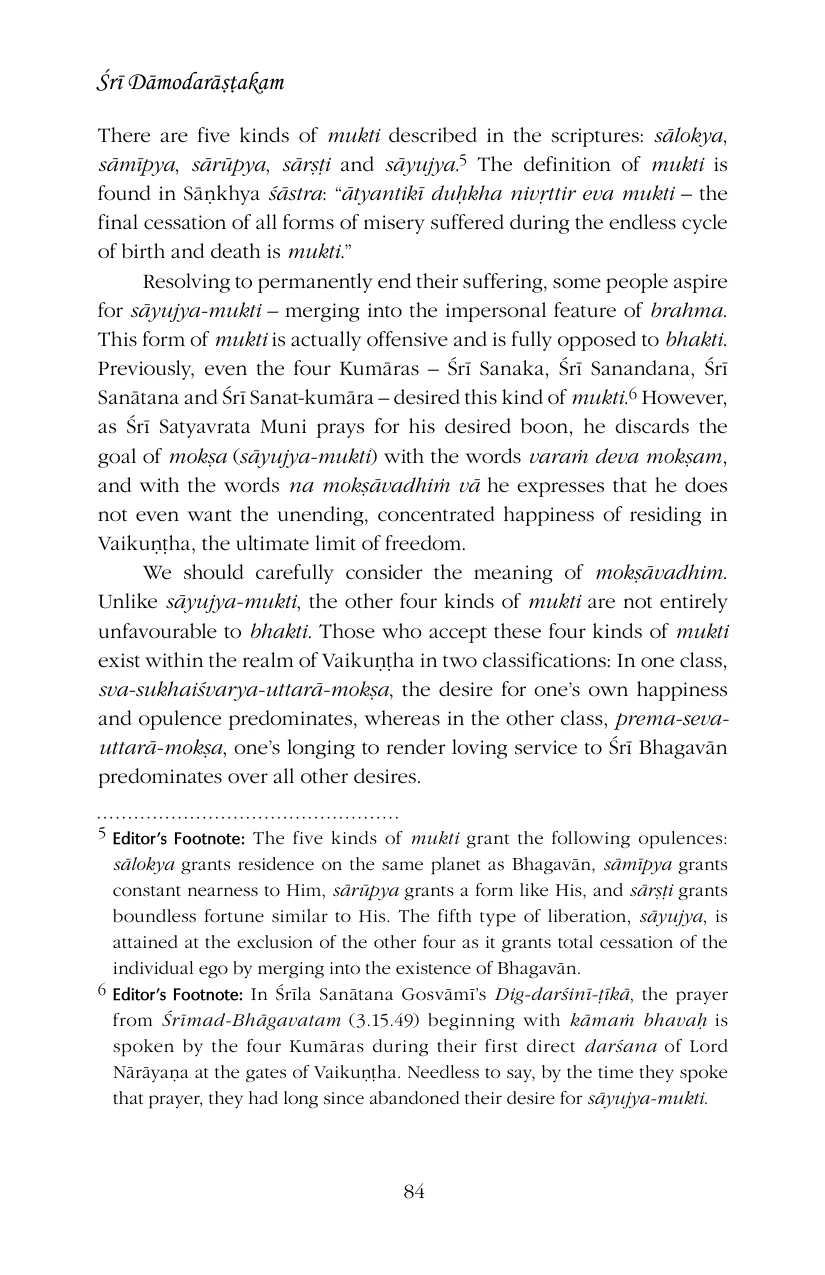 Śrī Dāmodarāṣṭakam
There are five kinds of mukti described in the scriptures: sālokya,
sāmīpya, sārūpya, sārṣṭi and sāyujya.5 The definition of mukti is
found in Sāṇkhya śāstra: “ātyantikī duḥkha nivṛttir eva mukti – the
final cessation of all forms of misery suffered during the endless cycle
of birth and death is mukti.”
Resolving to permanently end their suffering, some people aspire
for sāyujya-mukti – merging into the impersonal feature of brahma.
This form of mukti is actually offensive and is fully opposed to bhakti.
Previously, even the four Kumāras – Śrī Sanaka, Śrī Sanandana, Śrī
Sanātana and Śrī Sanat-kumāra – desired this kind of mukti.6 However,
as Śrī Satyavrata Muni prays for his desired boon, he discards the
goal of mokṣa (sāyujya-mukti) with the words varaṁ deva mokṣam,
and with the words na mokṣāvadhiṁ vā he expresses that he does
not even want the unending, concentrated happiness of residing in
Vaikuṇṭha, the ultimate limit of freedom.
We should carefully consider the meaning of mokṣāvadhim.
Unlike sāyujya-mukti, the other four kinds of mukti are not entirely
unfavourable to bhakti. Those who accept these four kinds of mukti
exist within the realm of Vaikuṇṭha in two classifications: In one class,
sva-sukhaiśvarya-uttarā-mokṣa, the desire for one’s own happiness
and opulence predominates, whereas in the other class, prema-seva-
uttarā-mokṣa, one’s longing to render loving service to Śrī Bhagavān
predominates over all other desires.
5 Editor’s Footnote: The five kinds of mukti grant the following opulences:
sālokya grants residence on the same planet as Bhagavān, sāmīpya grants
constant nearness to Him, sārūpya grants a form like His, and sārṣṭi grants
boundless fortune similar to His. The fifth type of liberation, sāyujya, is
attained at the exclusion of the other four as it grants total cessation of the
individual ego by merging into the existence of Bhagavān.
6 Editor’s Footnote: In Śrīla Sanātana Gosvāmī’s Dig-darśinī-ṭīkā, the prayer
from Śrīmad-Bhāgavatam (3.15.49) beginning with kāmaṁ bhavaḥ is
spoken by the four Kumāras during their first direct darśana of Lord
Nārāyaṇa at the gates of Vaikuṇṭha. Needless to say, by the time they spoke
that prayer, they had long since abandoned their desire for sāyujya-mukti.
84